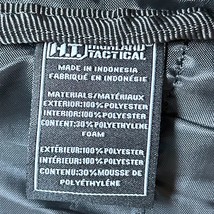 H.T. HIGHLAND
TACTICAL
MADE IN INDONESIA
FABRIQUÉ EN INDONÉSIE
MATERIALS/MATÉRIAUX
EXTERIOR:100% POLYESTER
INTERIOR:100% POLYESTER
CONTENT:30% POLYETHYLENE
FOAM
EXTÉRIEUR:100% POLYESTER
INTÉRIEUR:100% POLYESTER
CONTENU:30% MOUSSE DE
POLYÉTHYLÈNE